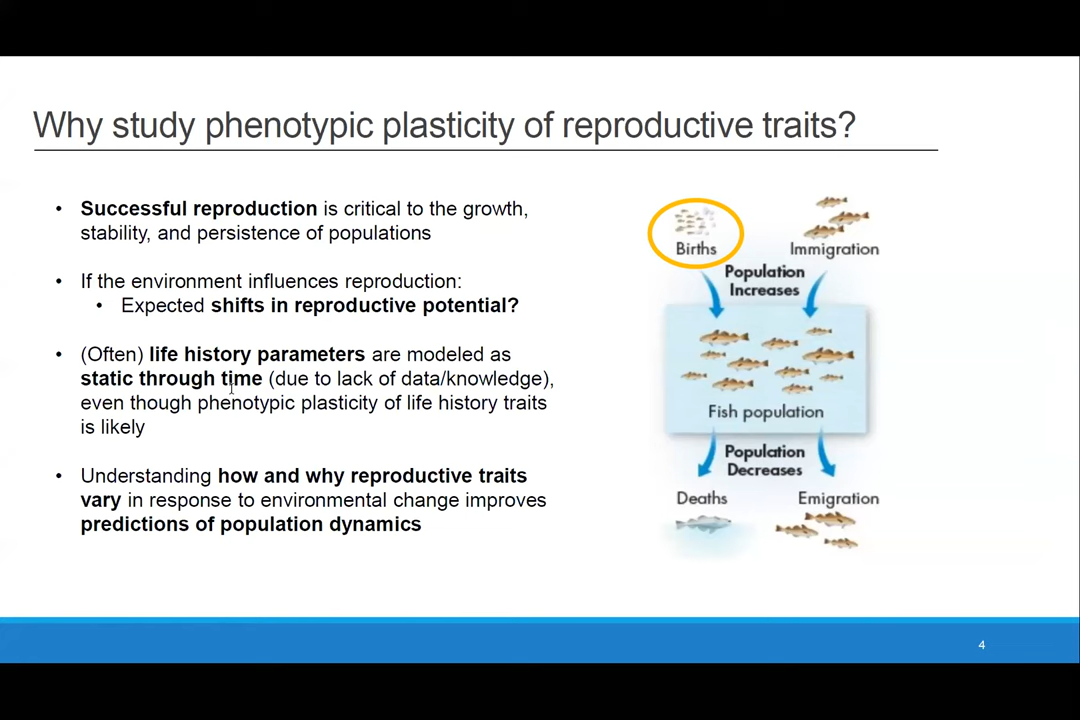 Why study phenotypic plasticity of reproductive traits?
• Successful reproduction is critical to the growth,
stability, and persistence of populations
• If the environment influences reproduction:
• Expected shifts in reproductive potential?
• (Often) life history parameters are modeled as
static through time (due to lack of data/knowledge),
even though phenotypic plasticity of life history traits
is likely
• Understanding how and why reproductive traits
vary in response to environmental change improves
predictions of population dynamics
Births
Immigration
Population
Increases
Fish population
Population
Decreases
Deaths
Emigration
4